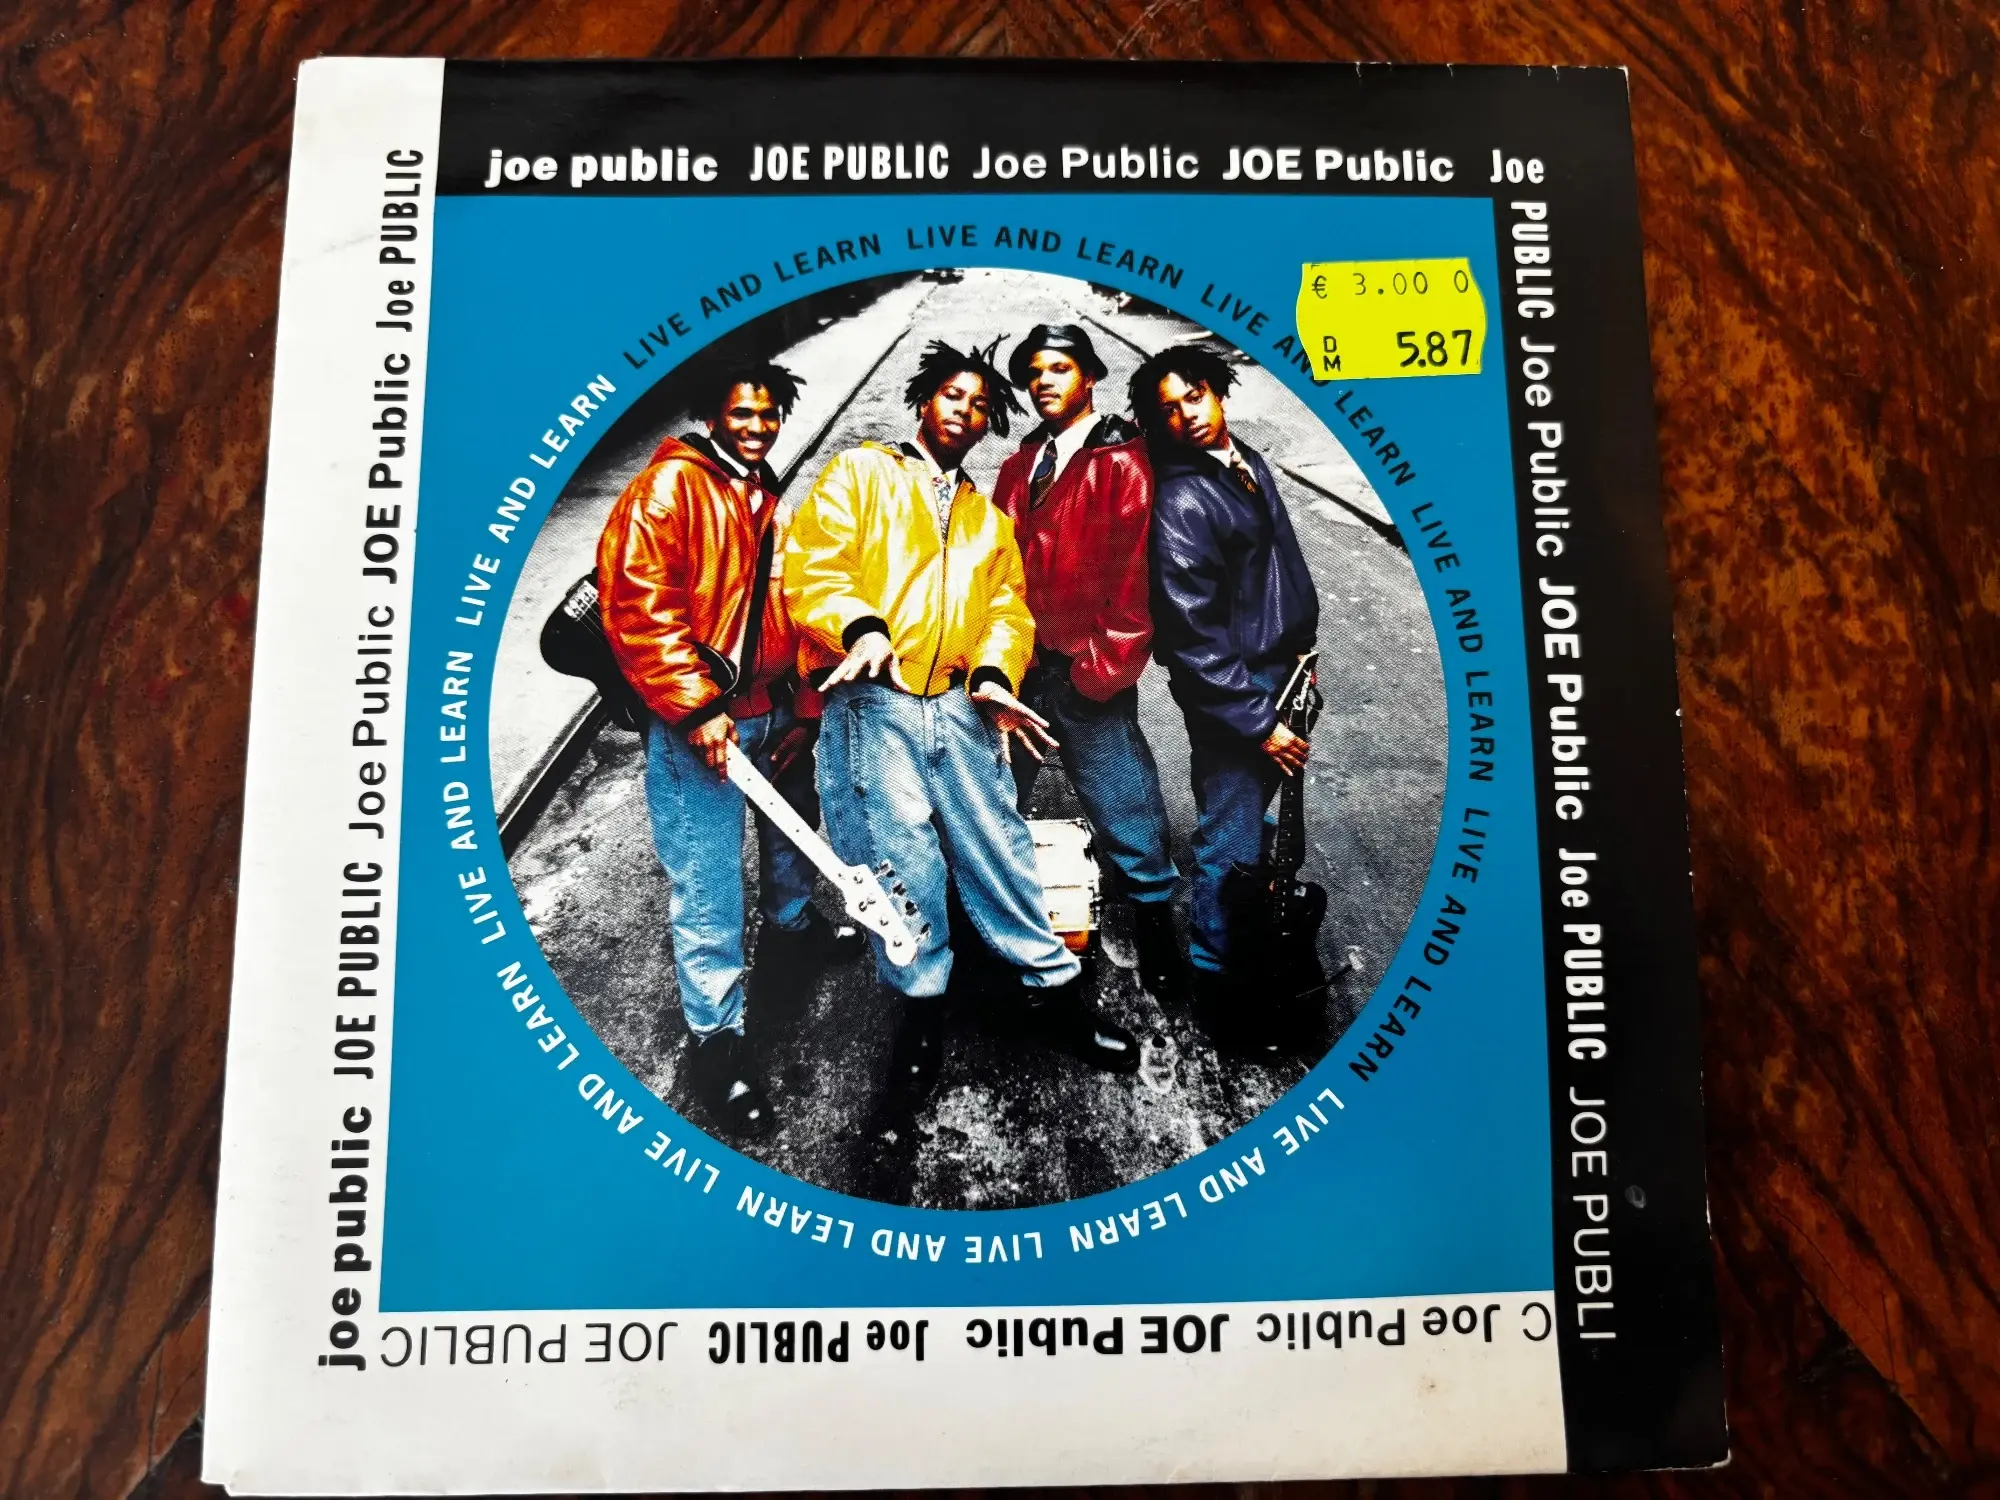 joe public JOE PUBLIC Joe Public JOE Public Joe
PUBLIC Joe Public JOE Public Joe PUBLIC JOE PUBLI
C Joe Public JOE Public Joe PUBLIC JOE PUBLIC
joe public JOE PUBLIC Joe Public JOE Public Joe PUBLIC
LIVE AND LEARN LIVE AND LEARN LIVE AND LEARN LIVE AND LEARN LIVE AND LEARN LIVE AND LEARN LIVE AND LEARN LIVE AND LEARN LIVE AND LEARN LIVE AND LEARN
€ 3.00 0
DM 5.87